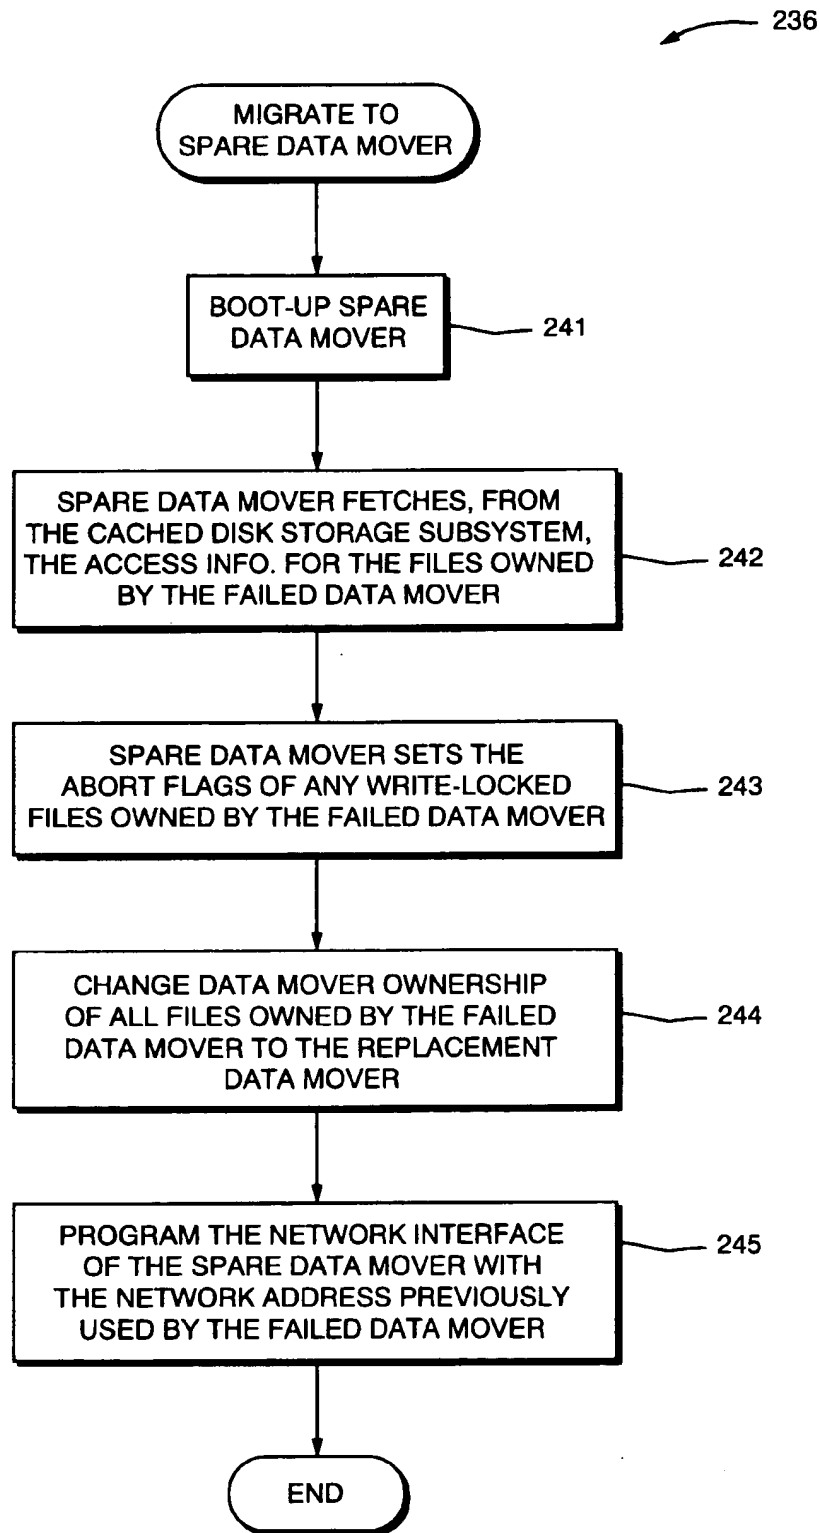 236
MIGRATE TO
SPARE DATA MOVER
BOOT-UP SPARE
DATA MOVER
241
SPARE DATA MOVER FETCHES, FROM
THE CACHED DISK STORAGE SUBSYSTEM,
THE ACCESS INFO. FOR THE FILES OWNED
BY THE FAILED DATA MOVER
242
SPARE DATA MOVER SETS THE
ABORT FLAGS OF ANY WRITE-LOCKED
FILES OWNED BY THE FAILED DATA MOVER
243
CHANGE DATA MOVER OWNERSHIP
OF ALL FILES OWNED BY THE FAILED
DATA MOVER TO THE REPLACEMENT
DATA MOVER
244
PROGRAM THE NETWORK INTERFACE
OF THE SPARE DATA MOVER WITH
THE NETWORK ADDRESS PREVIOUSLY
USED BY THE FAILED DATA MOVER
245
END